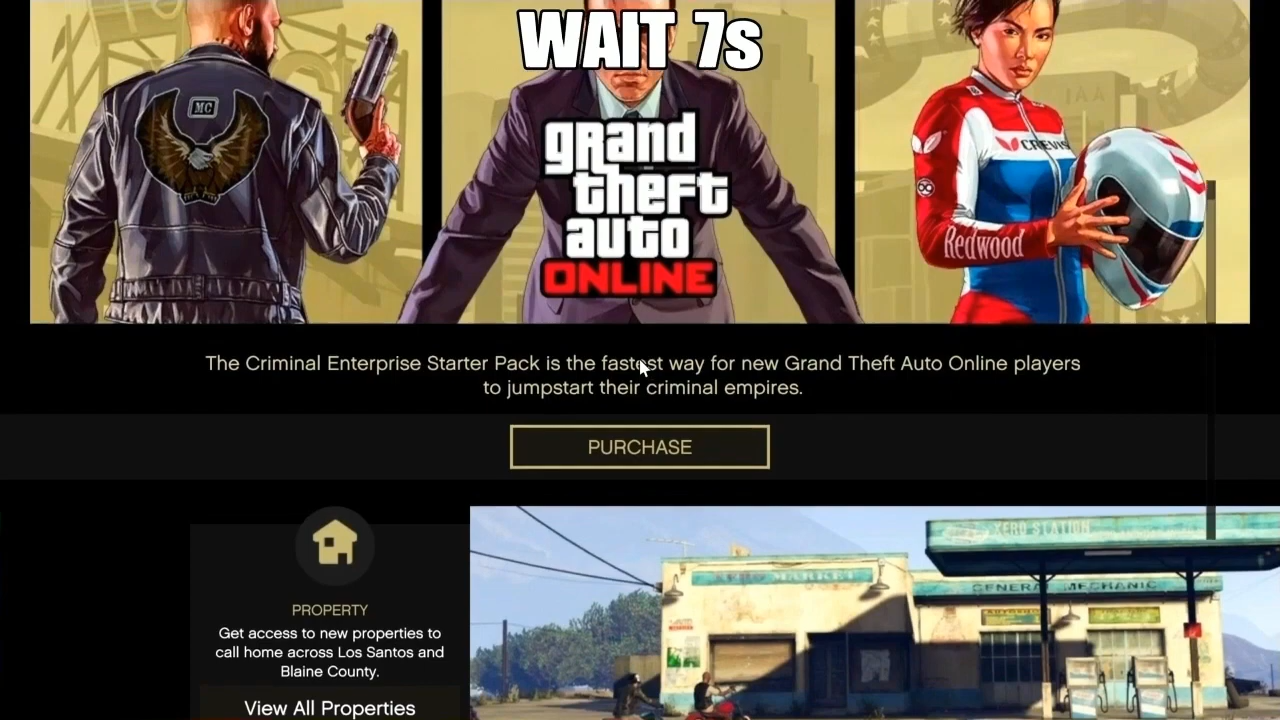 WAIT 7s
MC
grand
theft
auto
ONLINE
IAA
CREVIS
Redwood
The Criminal Enterprise Starter Pack is the fastest way for new Grand Theft Auto Online players
to jumpstart their criminal empires.
PURCHASE
PROPERTY
Get access to new properties to
call home across Los Santos and
Blaine County.
View All Properties
XERO STATION
XERO MARKET
GENERAL MECHANIC